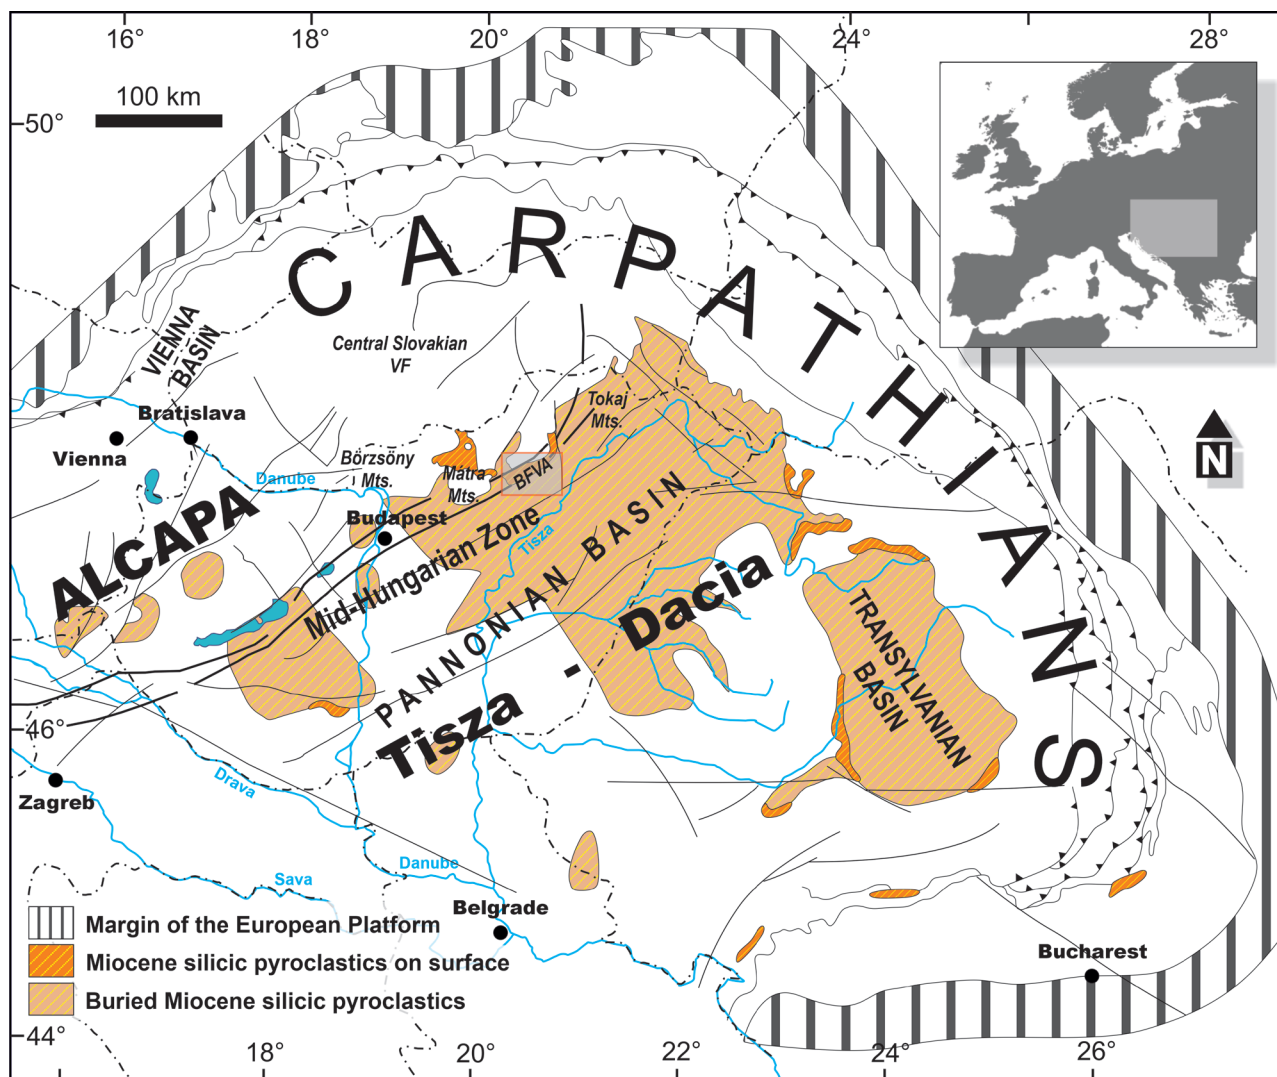 16°
18°
20°
24°
28°
100 km
50°
CARPATHIANS
VIENNA
BASIN
Central Slovakian
VF
Tokaj
Mts.
Bratislava
Vienna
Börzsöny
Mts.
Mátra
Mts.
BFVA
N
Danube
Budapest
ALCAPA
Mid-Hungarian Zone
Tisza
PANNONIAN BASIN
Tisza - Dacia
TRANSYLVANIAN
BASIN
46°
Zagreb
Drava
Danube
Sava
Belgrade
Margin of the European Platform
Miocene silicic pyroclastics on surface
Buried Miocene silicic pyroclastics
Bucharest
44°
18°
20°
22°
24°
26°